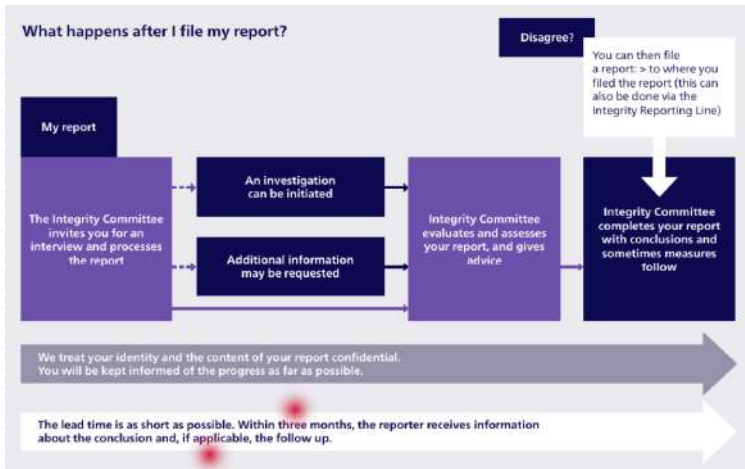 What happens after I file my report?
Disagree?
You can then file
a report: > to where you
filed the report (this can
also be done via the
Integrity Reporting Line)
My report
The Integrity Committee
invites you for an
interview and processes
the report
An investigation
can be initiated
Additional information
may be requested
Integrity Committee
evaluates and assesses
your report, and gives
advice
Integrity Committee
completes your report
with conclusions and
sometimes measures
follow
We treat your identity and the content of your report confidential.
You will be kept informed of the progress as far as possible.
The lead time is as short as possible. Within three months, the reporter receives information
about the conclusion and, if applicable, the follow up.